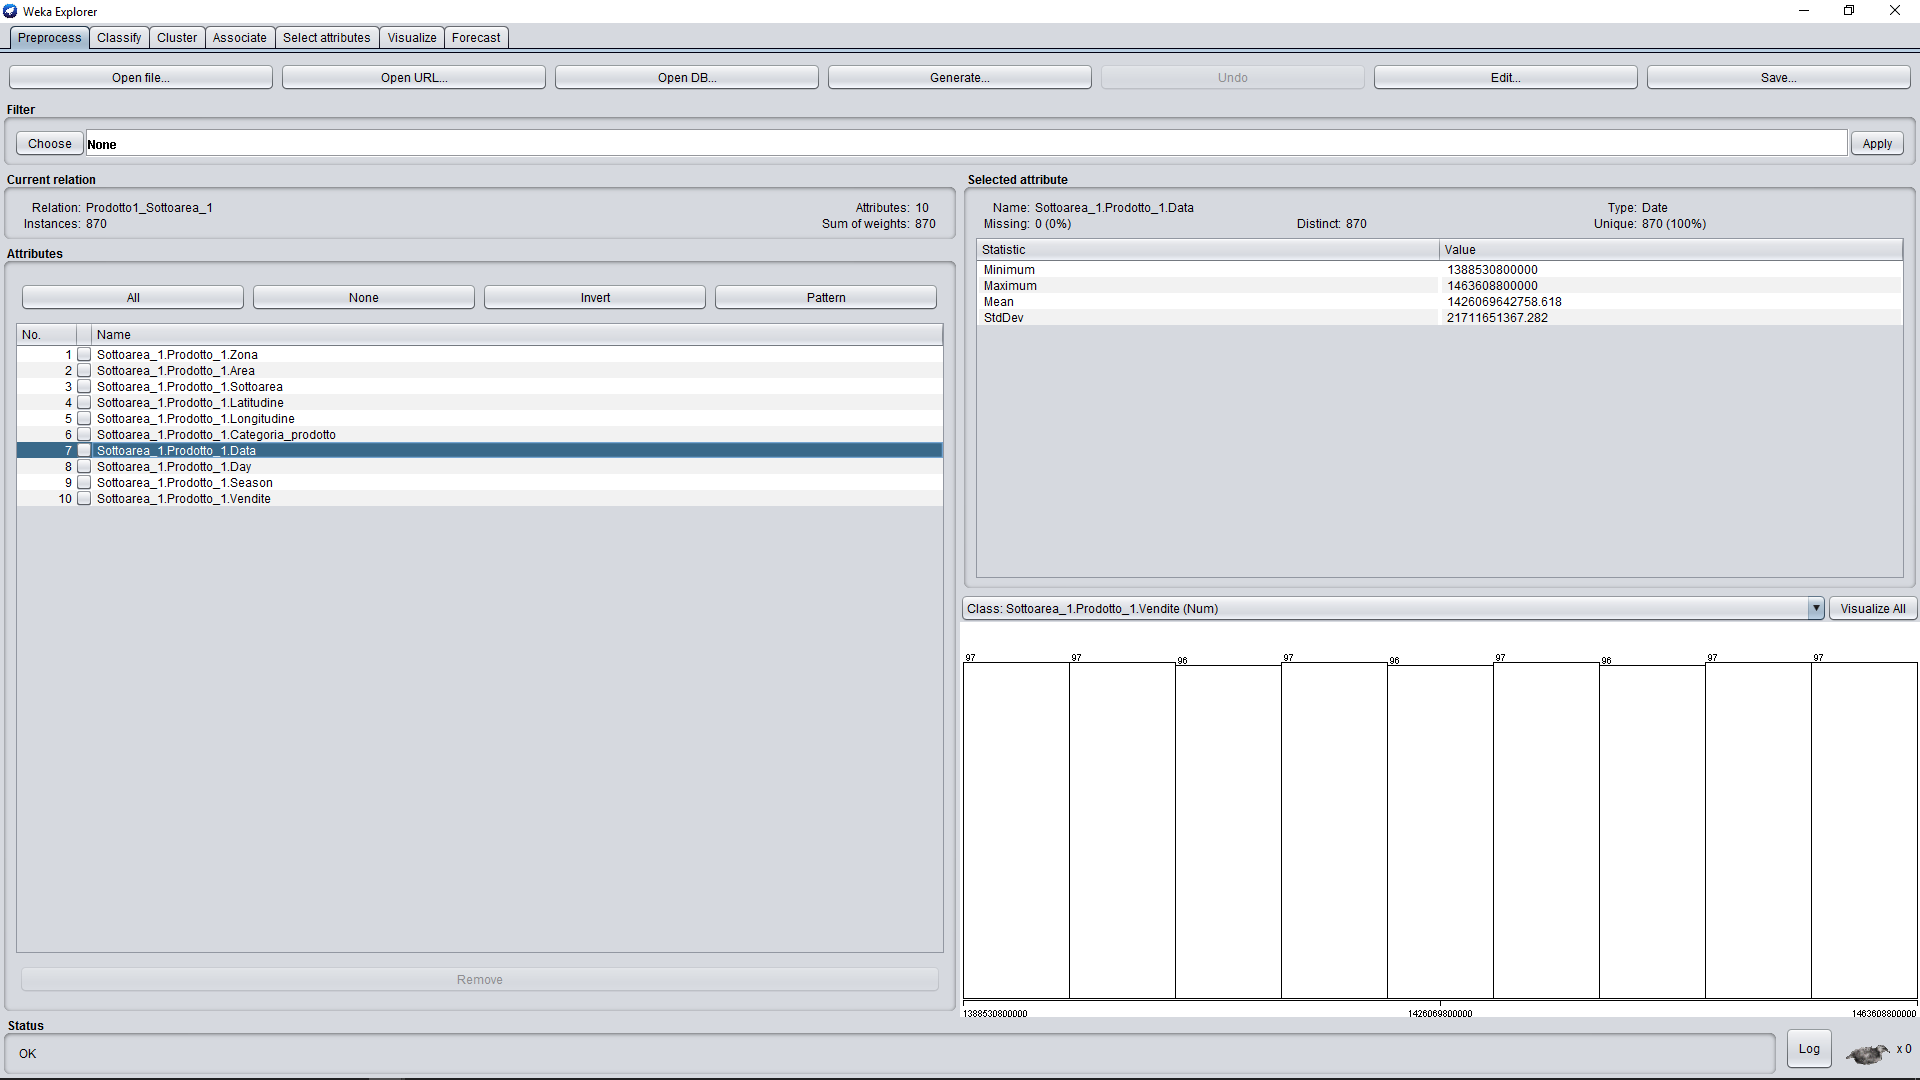 Weka Explorer
Preprocess Classify Cluster Associate Select attributes Visualize Forecast
Open file... Open URL... Open DB... Generate... Undo Edit... Save...
Filter
Choose None Apply
Current relation
Relation: Prodotto1_Sottoarea_1 Attributes: 10
Instances: 870 Sum of weights: 870
Attributes
All None Invert Pattern
No. Name
1 Sottoarea_1.Prodotto_1.Zona
2 Sottoarea_1.Prodotto_1.Area
3 Sottoarea_1.Prodotto_1.Sottoarea
4 Sottoarea_1.Prodotto_1.Latitudine
5 Sottoarea_1.Prodotto_1.Longitudine
6 Sottoarea_1.Prodotto_1.Categoria_prodotto
7 Sottoarea_1.Prodotto_1.Data
8 Sottoarea_1.Prodotto_1.Day
9 Sottoarea_1.Prodotto_1.Season
10 Sottoarea_1.Prodotto_1.Vendite
Remove
Selected attribute
Name: Sottoarea_1.Prodotto_1.Data Type: Date
Missing: 0 (0%) Distinct: 870 Unique: 870 (100%)
Statistic Value
Minimum 1388530800000
Maximum 1463608800000
Mean 1426069642758.618
StdDev 21711651367.282
Class: Sottoarea_1.Prodotto_1.Vendite (Num) Visualize All
97 97 96 97 96 97 96 97 97
1388530800000 1426069800000 1463608800000
Status
OK Log x 0